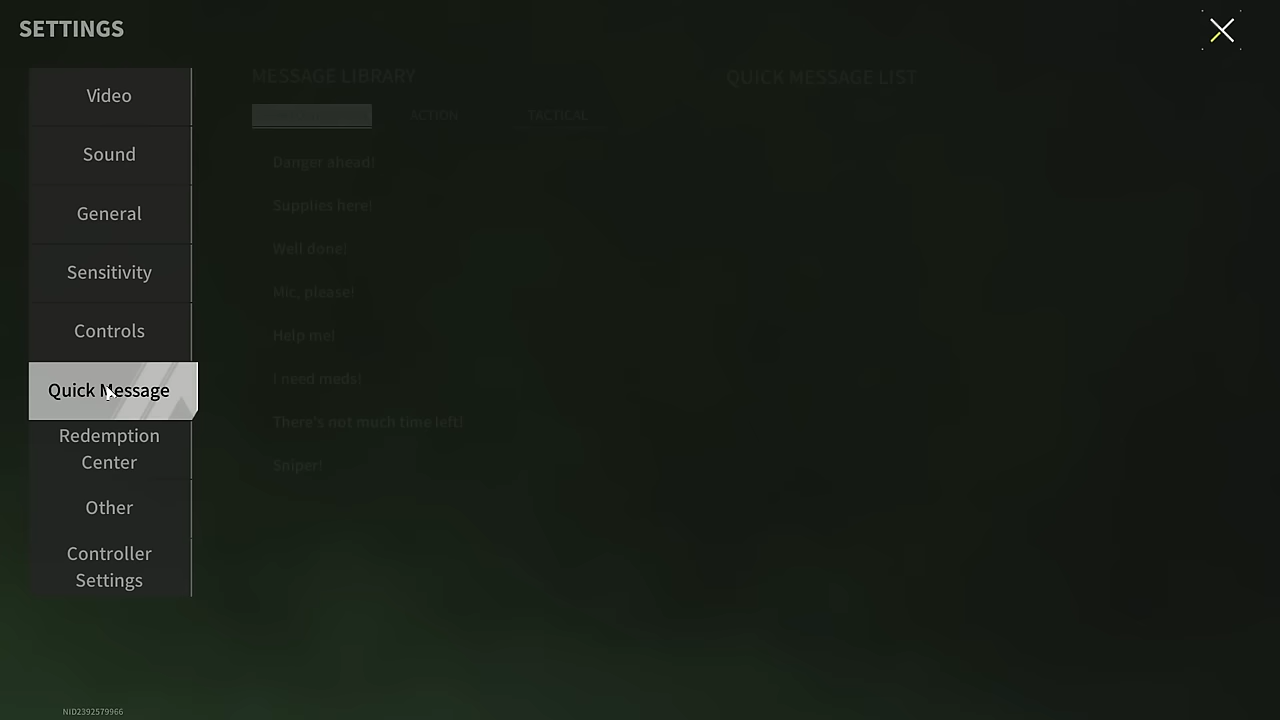 SETTINGS
Video
Sound
General
Sensitivity
Controls
Quick Message
Redemption
Center
Other
Controller
Settings
MESSAGE LIBRARY
ACTION
TACTICAL
Danger ahead!
Supplies here!
Well done!
Mic, please!
Help me!
I need meds!
There's not much time left!
Sniper!
QUICK MESSAGE LIST
NID2392579966